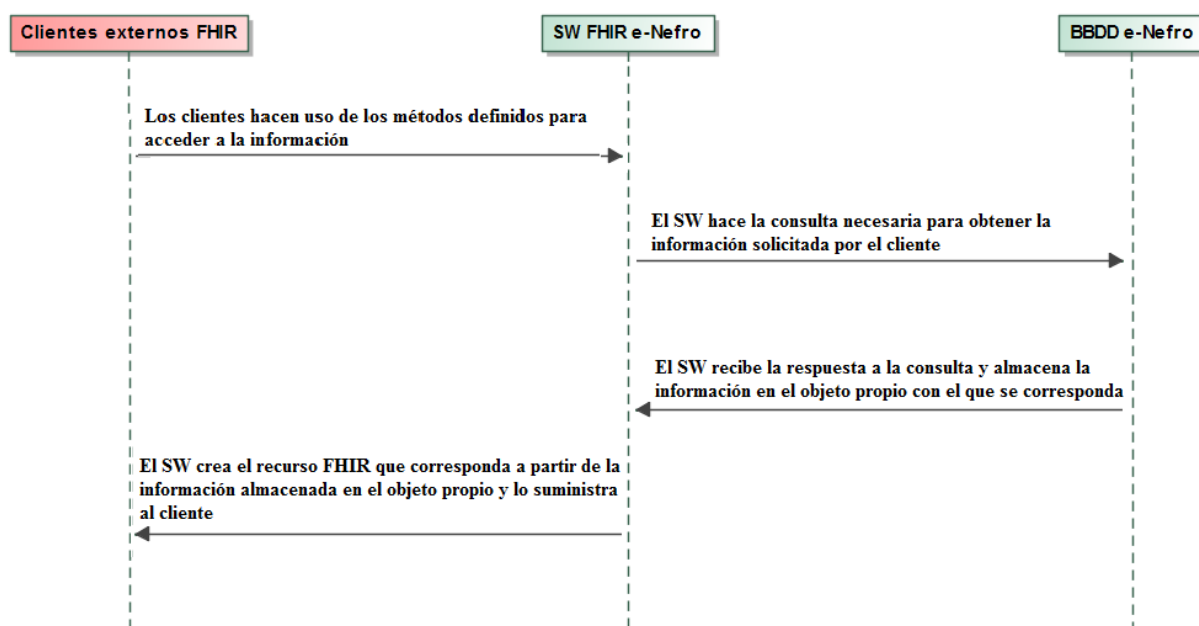 Clientes externos FHIR
SW FHIR e-Nefro
BBDD e-Nefro
Los clientes hacen uso de los métodos definidos para
acceder a la información
El SW hace la consulta necesaria para obtener la
información solicitada por el cliente
El SW recibe la respuesta a la consulta y almacena la
información en el objeto propio con el que se corresponda
El SW crea el recurso FHIR que corresponda a partir de la
información almacenada en el objeto propio y lo suministra
al cliente